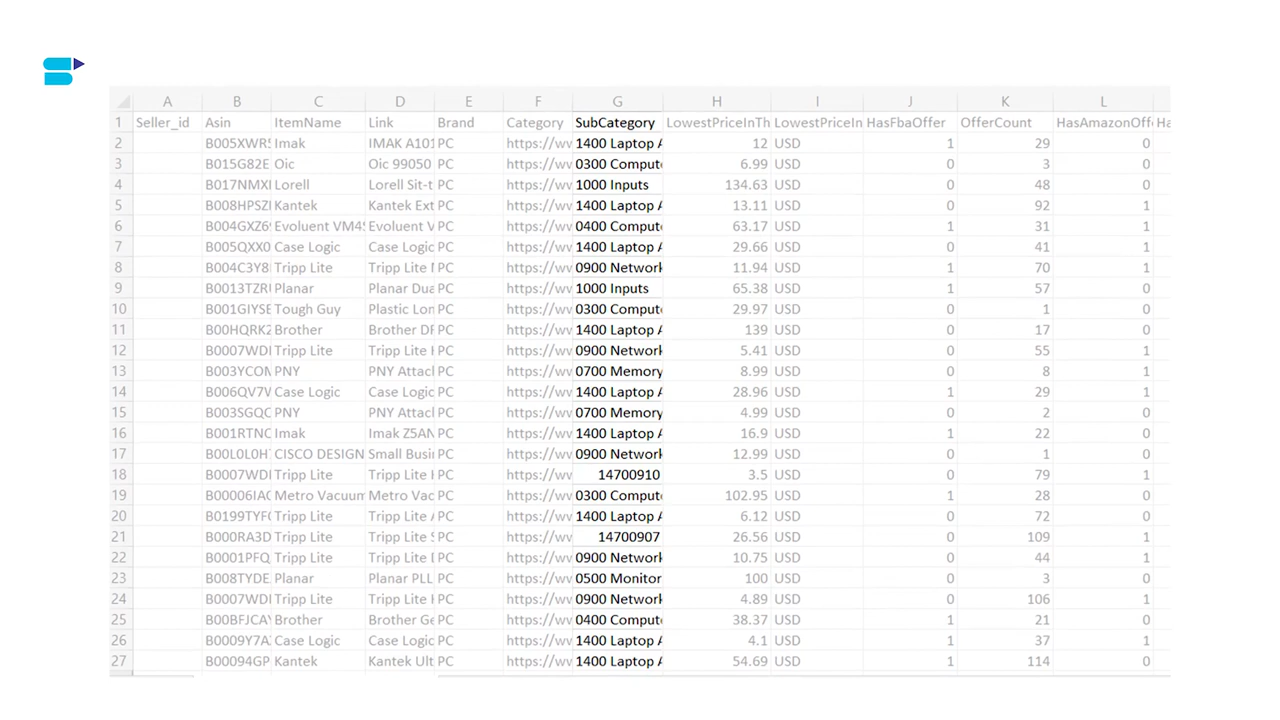 A B C D E F G H I J K L
1 Seller_id Asin ItemName Link Brand Category SubCategory LowestPriceInTh LowestPriceIn HasFbaOffer OfferCount HasAmazonOff Ha
2 B005XWR5 Imak IMAK A101 PC https://wv 1400 Laptop A 12 USD 1 29 0
3 B015G82E Oic Oic 99050 PC https://wv 0300 Compute 6.99 USD 0 3 0
4 B017NMXI Lorell Lorell Sit-t PC https://wv 1000 Inputs 134.63 USD 0 48 0
5 B008HPSZ Kantek Kantek Ext PC https://wv 1400 Laptop A 13.11 USD 0 92 1
6 B004GXZ6 Evoluent VM4S Evoluent V PC https://wv 0400 Compute 63.17 USD 1 31 1
7 B005QXX0 Case Logic Case Logic PC https://wv 1400 Laptop A 29.66 USD 0 41 1
8 B004C3Y8 Tripp Lite Tripp Lite PC https://wv 0900 Network 11.94 USD 1 70 1
9 B0013TZR Planar Planar Dua PC https://wv 1000 Inputs 65.38 USD 1 57 1
10 B001GIYSE Tough Guy Plastic Lon PC https://wv 0300 Compute 29.97 USD 0 1 0
11 B00HQRKZ Brother Brother DF PC https://wv 1400 Laptop A 139 USD 0 17 0
12 B0007WDI Tripp Lite Tripp Lite PC https://wv 0900 Network 5.41 USD 0 55 1
13 B003YCOM PNY PNY Attac PC https://wv 0700 Memory 8.99 USD 0 8 1
14 B006QV7V Case Logic Case Logic PC https://wv 1400 Laptop A 28.96 USD 1 29 1
15 B003SGQC PNY PNY Attac PC https://wv 0700 Memory 4.99 USD 0 2 0
16 B001RTNC Imak Imak Z5AN PC https://wv 1400 Laptop A 16.9 USD 1 22 0
17 B00L0L0H CISCO DESIGN Small Busi PC https://wv 0900 Network 12.99 USD 0 1 0
18 B0007WDI Tripp Lite Tripp Lite PC https://wv 14700910 3.5 USD 0 79 1
19 B00006IAC Metro Vacuum Metro Vac PC https://wv 0300 Compute 102.95 USD 1 28 0
20 B0199TYF Tripp Lite Tripp Lite PC https://wv 1400 Laptop A 6.12 USD 0 72 0
21 B000RA3D Tripp Lite Tripp Lite PC https://wv 14700907 26.56 USD 0 109 1
22 B0001PFQ Tripp Lite Tripp Lite PC https://wv 0900 Network 10.75 USD 0 44 1
23 B008TYDE Planar Planar PLL PC https://wv 0500 Monitor 100 USD 0 3 0
24 B0007WDI Tripp Lite Tripp Lite PC https://wv 0900 Network 4.89 USD 0 106 1
25 B00BFJCA Brother Brother Ge PC https://wv 0400 Compute 38.37 USD 1 21 0
26 B0009Y7A Case Logic Case Logic PC https://wv 1400 Laptop A 4.1 USD 0 37 1
27 B00094GP Kantek Kantek Ult PC https://wv 1400 Laptop A 54.69 USD 1 114 0